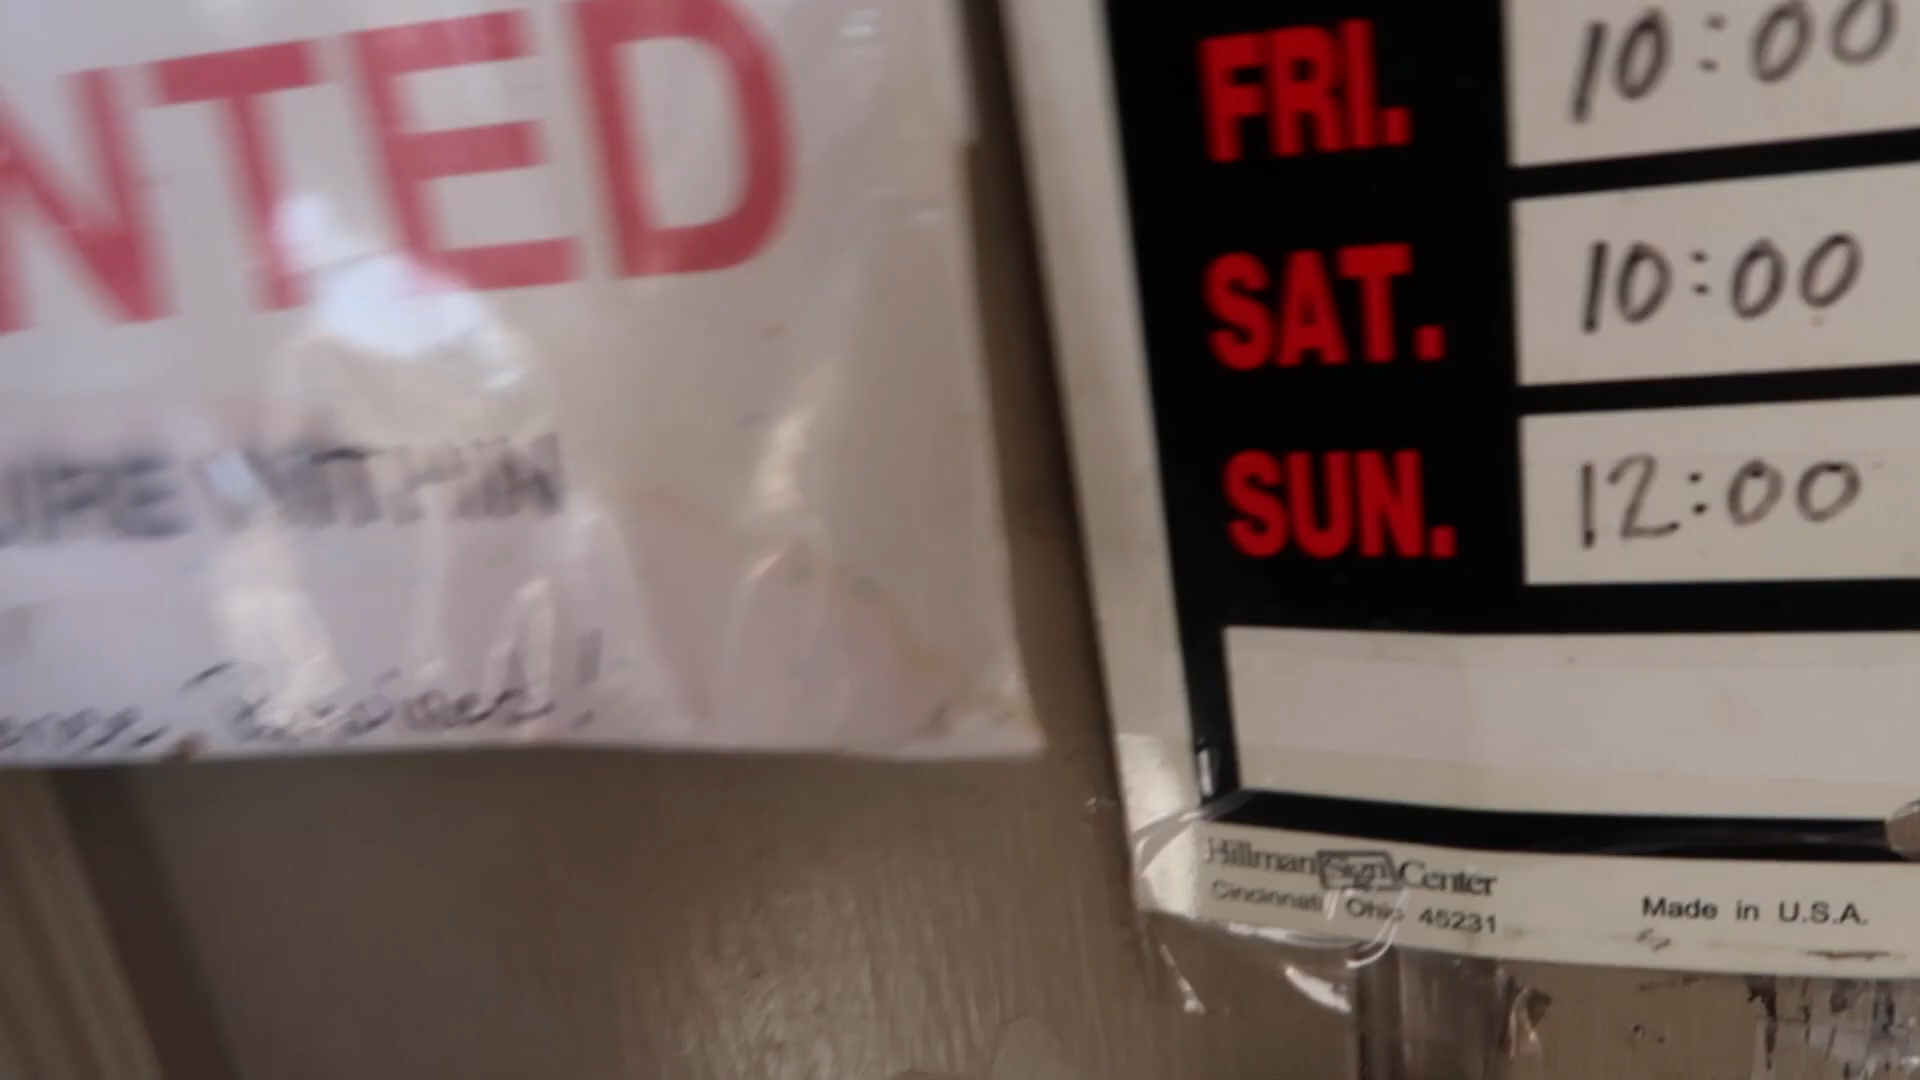 NTED
FRI. 10:00
SAT. 10:00
SUN. 12:00
Hillman Sign Center
Cincinnati Ohio 45231
Made in U.S.A.